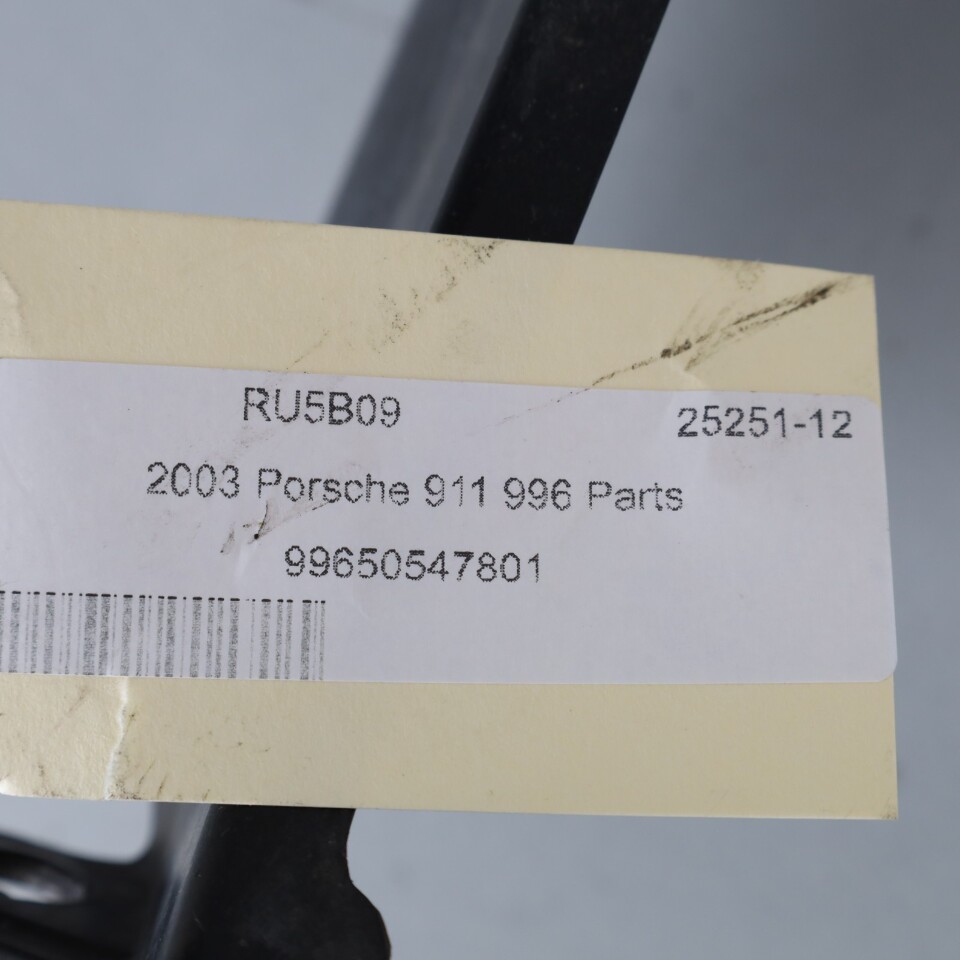 RU5B09 25251-12
2003 Porsche 911 996 Parts
99650547801